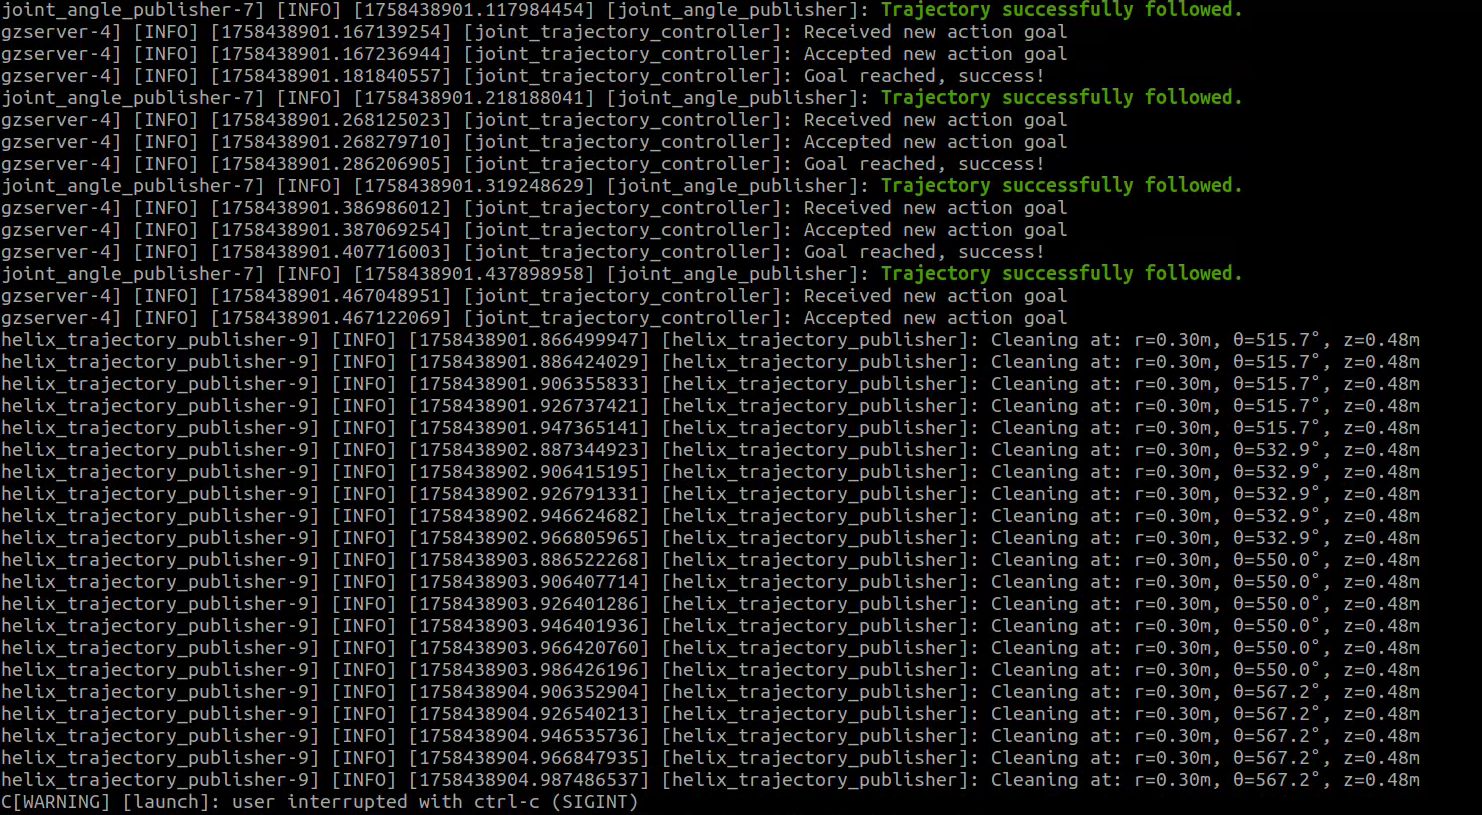 joint_angle_publisher-7] [INFO] [1758438901.117984454] [joint_angle_publisher]: Trajectory successfully followed.
gzserver-4] [INFO] [1758438901.167139254] [joint_trajectory_controller]: Received new action goal
gzserver-4] [INFO] [1758438901.167236944] [joint_trajectory_controller]: Accepted new action goal
gzserver-4] [INFO] [1758438901.181840557] [joint_trajectory_controller]: Goal reached, success!
joint_angle_publisher-7] [INFO] [1758438901.218188041] [joint_angle_publisher]: Trajectory successfully followed.
gzserver-4] [INFO] [1758438901.268125023] [joint_trajectory_controller]: Received new action goal
gzserver-4] [INFO] [1758438901.268279710] [joint_trajectory_controller]: Accepted new action goal
gzserver-4] [INFO] [1758438901.286206905] [joint_trajectory_controller]: Goal reached, success!
joint_angle_publisher-7] [INFO] [1758438901.319248629] [joint_angle_publisher]: Trajectory successfully followed.
gzserver-4] [INFO] [1758438901.386986012] [joint_trajectory_controller]: Received new action goal
gzserver-4] [INFO] [1758438901.387069254] [joint_trajectory_controller]: Accepted new action goal
gzserver-4] [INFO] [1758438901.407716003] [joint_trajectory_controller]: Goal reached, success!
joint_angle_publisher-7] [INFO] [1758438901.437898958] [joint_angle_publisher]: Trajectory successfully followed.
gzserver-4] [INFO] [1758438901.467048951] [joint_trajectory_controller]: Received new action goal
gzserver-4] [INFO] [1758438901.467122069] [joint_trajectory_controller]: Accepted new action goal
helix_trajectory_publisher-9] [INFO] [1758438901.866499947] [helix_trajectory_publisher]: Cleaning at: r=0.30m, θ=515.7°, z=0.48m
helix_trajectory_publisher-9] [INFO] [1758438901.886424029] [helix_trajectory_publisher]: Cleaning at: r=0.30m, θ=515.7°, z=0.48m
helix_trajectory_publisher-9] [INFO] [1758438901.906355833] [helix_trajectory_publisher]: Cleaning at: r=0.30m, θ=515.7°, z=0.48m
helix_trajectory_publisher-9] [INFO] [1758438901.926737421] [helix_trajectory_publisher]: Cleaning at: r=0.30m, θ=515.7°, z=0.48m
helix_trajectory_publisher-9] [INFO] [1758438901.947365141] [helix_trajectory_publisher]: Cleaning at: r=0.30m, θ=515.7°, z=0.48m
helix_trajectory_publisher-9] [INFO] [1758438902.887344923] [helix_trajectory_publisher]: Cleaning at: r=0.30m, θ=532.9°, z=0.48m
helix_trajectory_publisher-9] [INFO] [1758438902.906415195] [helix_trajectory_publisher]: Cleaning at: r=0.30m, θ=532.9°, z=0.48m
helix_trajectory_publisher-9] [INFO] [1758438902.926791331] [helix_trajectory_publisher]: Cleaning at: r=0.30m, θ=532.9°, z=0.48m
helix_trajectory_publisher-9] [INFO] [1758438902.946624682] [helix_trajectory_publisher]: Cleaning at: r=0.30m, θ=532.9°, z=0.48m
helix_trajectory_publisher-9] [INFO] [1758438902.966805965] [helix_trajectory_publisher]: Cleaning at: r=0.30m, θ=532.9°, z=0.48m
helix_trajectory_publisher-9] [INFO] [1758438903.886522268] [helix_trajectory_publisher]: Cleaning at: r=0.30m, θ=550.0°, z=0.48m
helix_trajectory_publisher-9] [INFO] [1758438903.906407714] [helix_trajectory_publisher]: Cleaning at: r=0.30m, θ=550.0°, z=0.48m
helix_trajectory_publisher-9] [INFO] [1758438903.926401286] [helix_trajectory_publisher]: Cleaning at: r=0.30m, θ=550.0°, z=0.48m
helix_trajectory_publisher-9] [INFO] [1758438903.946401936] [helix_trajectory_publisher]: Cleaning at: r=0.30m, θ=550.0°, z=0.48m
helix_trajectory_publisher-9] [INFO] [1758438903.966420760] [helix_trajectory_publisher]: Cleaning at: r=0.30m, θ=550.0°, z=0.48m
helix_trajectory_publisher-9] [INFO] [1758438903.986426196] [helix_trajectory_publisher]: Cleaning at: r=0.30m, θ=550.0°, z=0.48m
helix_trajectory_publisher-9] [INFO] [1758438904.906352904] [helix_trajectory_publisher]: Cleaning at: r=0.30m, θ=567.2°, z=0.48m
helix_trajectory_publisher-9] [INFO] [1758438904.926540213] [helix_trajectory_publisher]: Cleaning at: r=0.30m, θ=567.2°, z=0.48m
helix_trajectory_publisher-9] [INFO] [1758438904.946535736] [helix_trajectory_publisher]: Cleaning at: r=0.30m, θ=567.2°, z=0.48m
helix_trajectory_publisher-9] [INFO] [1758438904.966847935] [helix_trajectory_publisher]: Cleaning at: r=0.30m, θ=567.2°, z=0.48m
helix_trajectory_publisher-9] [INFO] [1758438904.987486537] [helix_trajectory_publisher]: Cleaning at: r=0.30m, θ=567.2°, z=0.48m
C[WARNING] [launch]: user interrupted with ctrl-c (SIGINT)